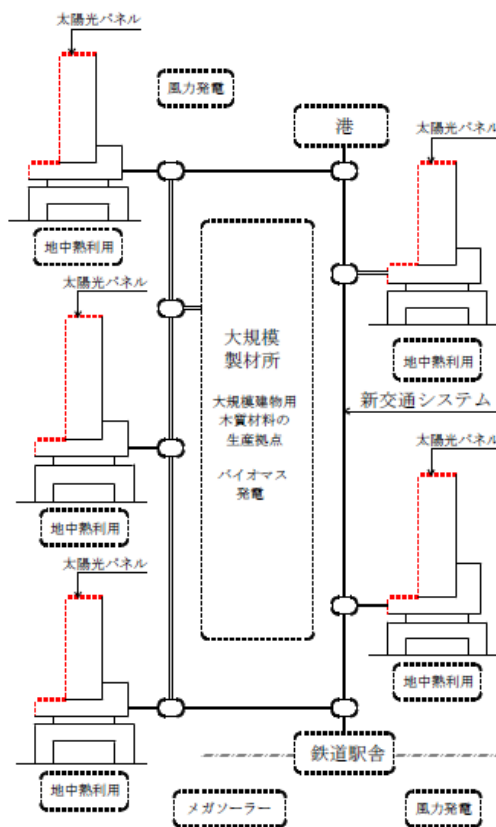 太陽光パネル
風力発電
港
太陽光パネル
地中熱利用
太陽光パネル
大規模
製材所
地中熱利用
新交通システム
大規模建物用
木質材料の
生産拠点
太陽光パネル
バイオマス
発電
地中熱利用
太陽光パネル
地中熱利用
鉄道駅舎
地中熱利用
メガソーラー
風力発電